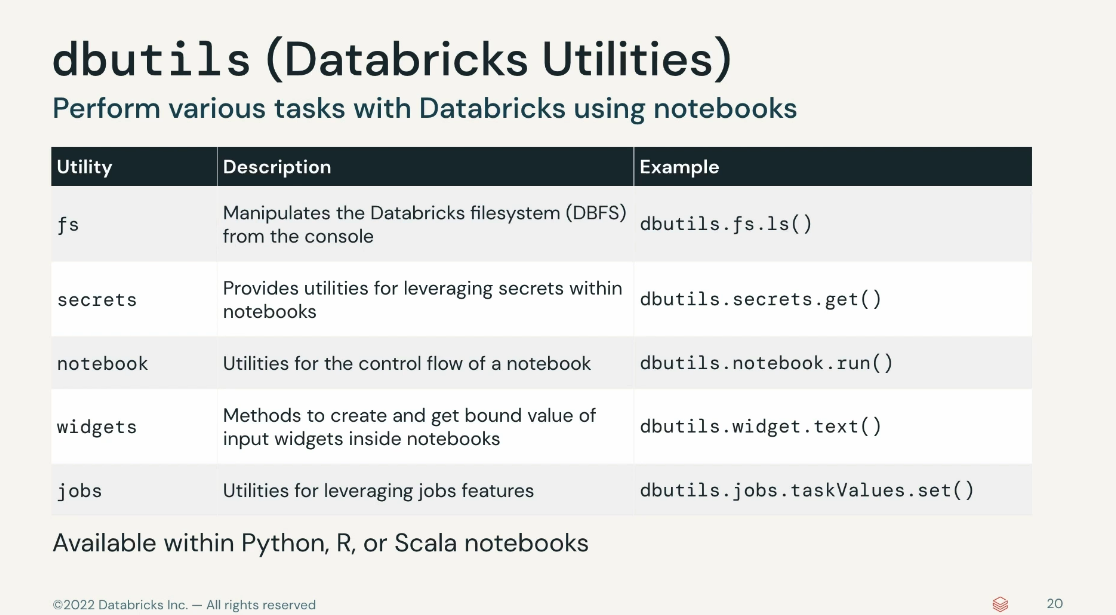 dbutils (Databricks Utilities)
Perform various tasks with Databricks using notebooks
Utility Description Example
fs Manipulates the Databricks filesystem (DBFS) from the console dbutils.fs.ls()
secrets Provides utilities for leveraging secrets within notebooks dbutils.secrets.get()
notebook Utilities for the control flow of a notebook dbutils.notebook.run()
widgets Methods to create and get bound value of input widgets inside notebooks dbutils.widget.text()
jobs Utilities for leveraging jobs features dbutils.jobs.taskValues.set()
Available within Python, R, or Scala notebooks
©2022 Databricks Inc. — All rights reserved 20